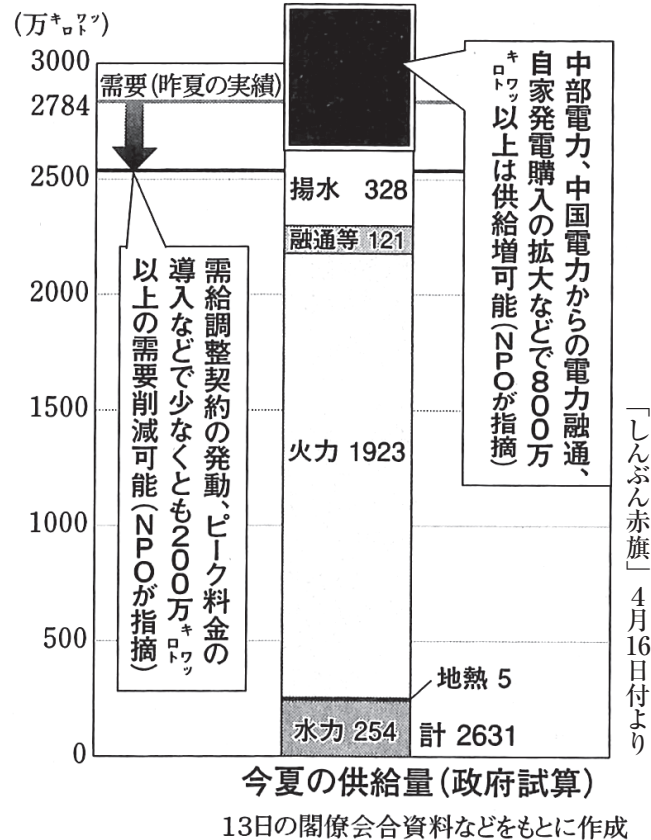 (万キロワッ)
3000
需要(昨夏の実績)
2784
2500
2000
1500
1000
500
0
中部電力、中国電力からの電力融通、
自家発電購入の拡大などで800万
キロワッ以上は供給増可能(NPOが指摘)
揚水 328
融通等 121
需給調整契約の発動、ピーク料金の
導入などで少なくとも200万キロワッ
以上の需要削減可能(NPOが指摘)
火力 1923
地熱 5
水力 254
計 2631
「しんぶん赤旗」 4月16日付より
今夏の供給量(政府試算)
13日の閣僚会合資料などをもとに作成